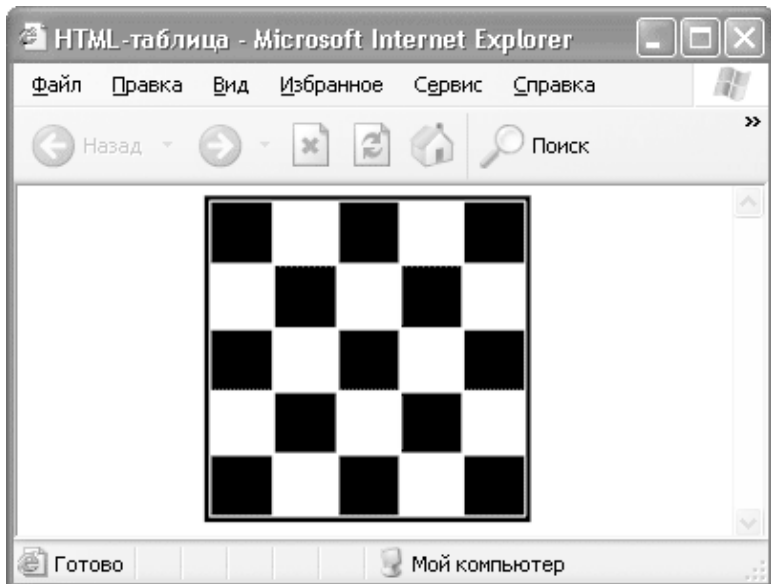 HTML-таблица - Microsoft Internet Explorer
Файл Правка Вид Избранное Сервис Справка
Назад Поиск »
Готово Мой компьютер